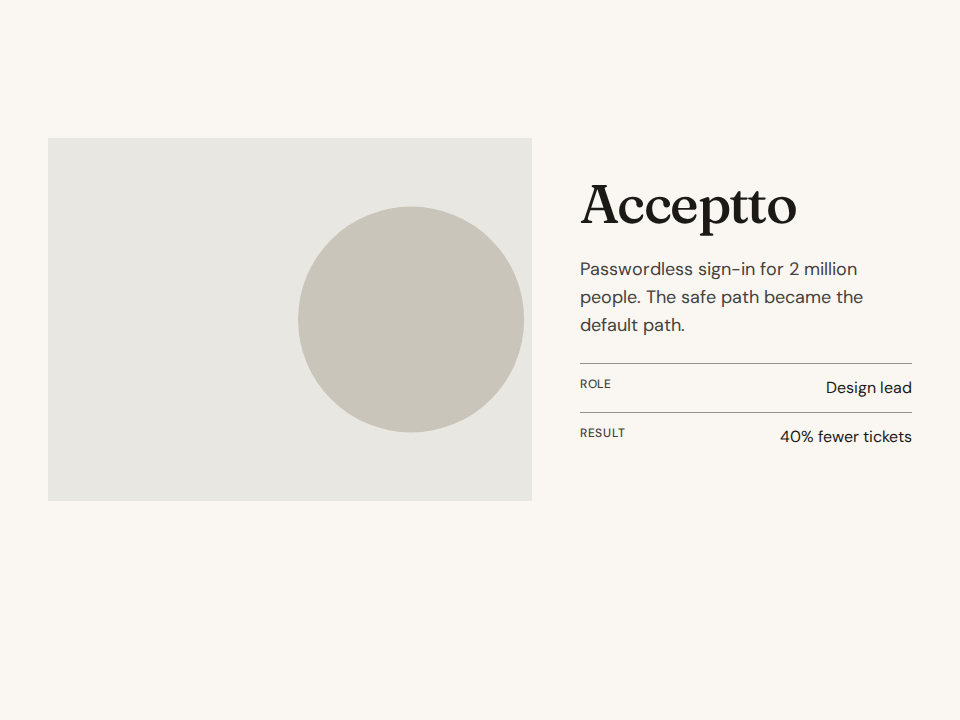 Acceptto
Passwordless sign-in for 2 million
people. The safe path became the
default path.
ROLE
Design lead
RESULT
40% fewer tickets